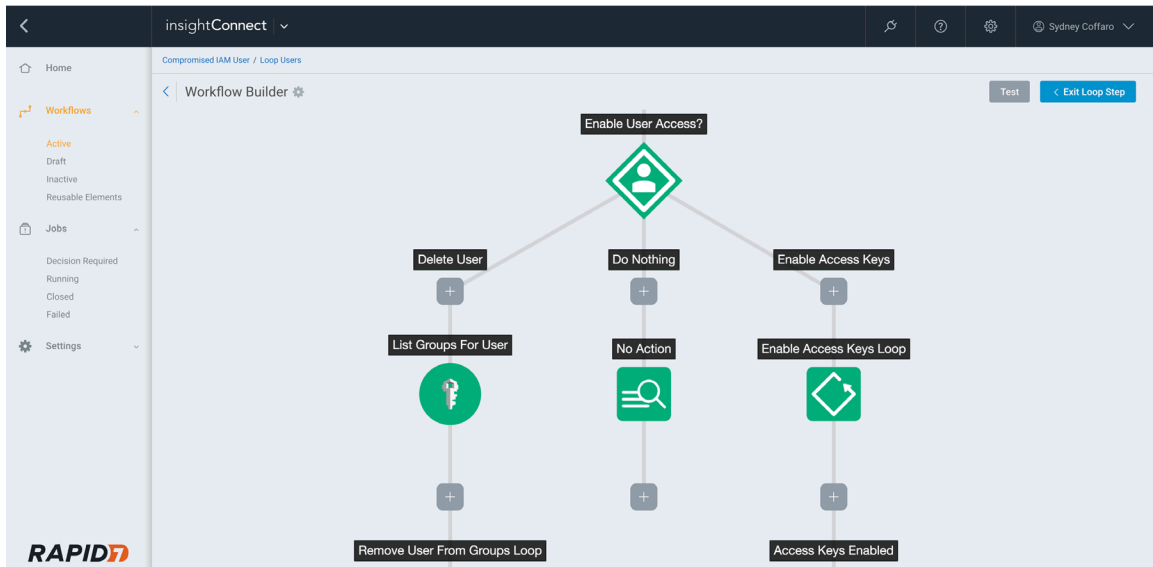 insightConnect
Sydney Coffaro
Home
Workflows
Active
Draft
Inactive
Reusable Elements
Jobs
Decision Required
Running
Closed
Failed
Settings
RAPID7
Compromised IAM User / Loop Users
Workflow Builder
Test
< Exit Loop Step
Enable User Access?
Delete User
Do Nothing
Enable Access Keys
List Groups For User
No Action
Enable Access Keys Loop
Remove User From Groups Loop
Access Keys Enabled